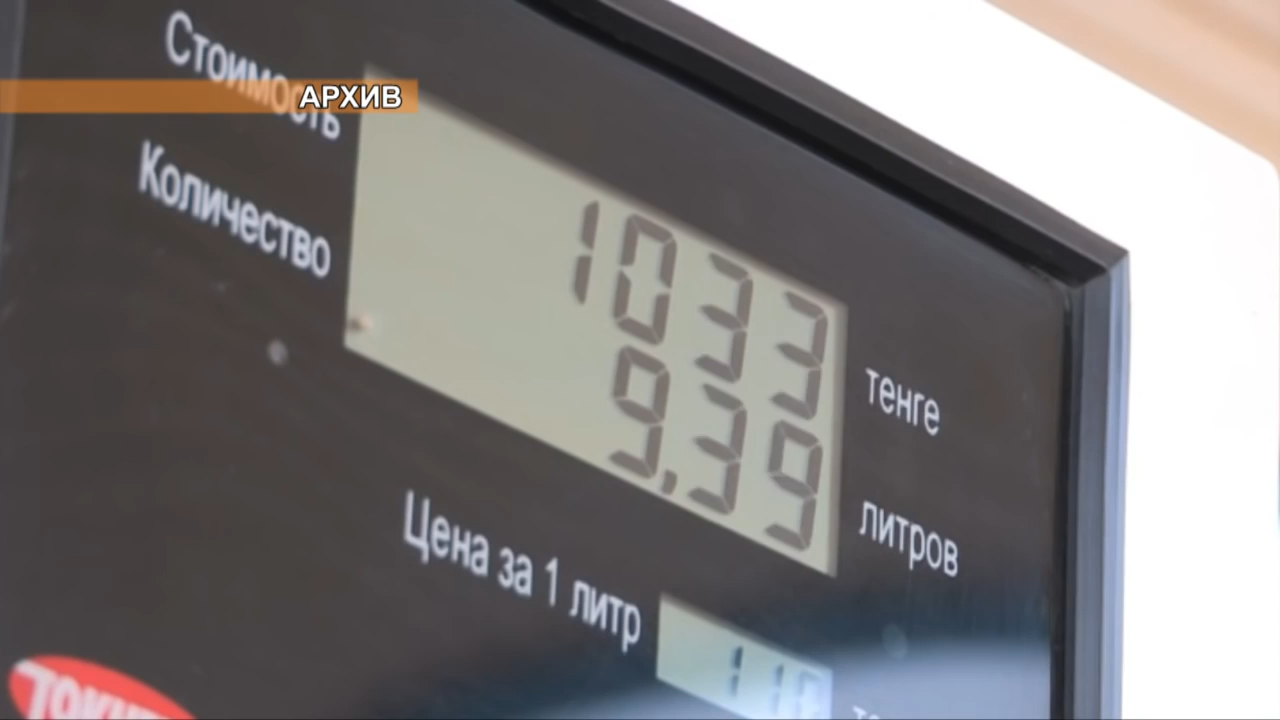 АРХИВ
Стоимость 1033 тенге
Количество 9,39 литров
Цена за 1 литр